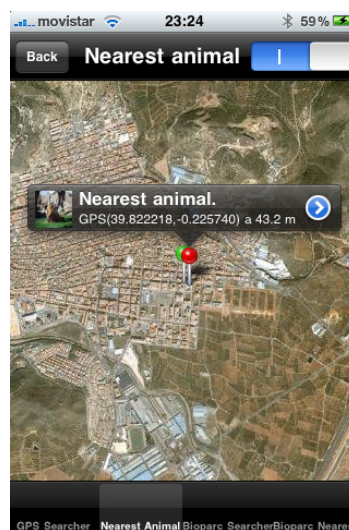 movistar 23:24 59%
Back Nearest animal I
Nearest animal.
GPS(39.822218,-0.225740) a 43.2 m
GPS Searcher Nearest Animal Bioparc Searcher Bioparc Neare